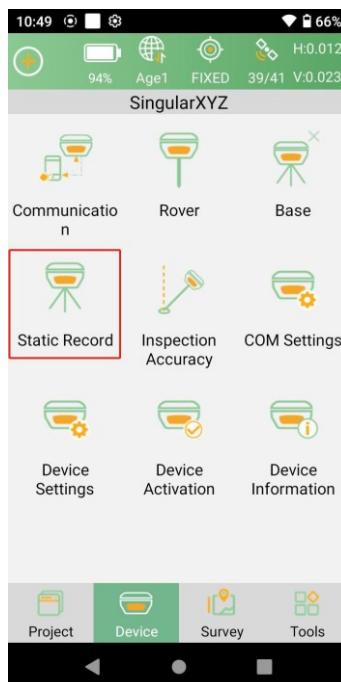 10:49 66%
H:0.012
94% Age1 FIXED 39/41 V:0.023
SingularXYZ
Communicatio
n
Rover
Base
Static Record
Inspection
Accuracy
COM Settings
Device
Settings
Device
Activation
Device
Information
Project Device Survey Tools